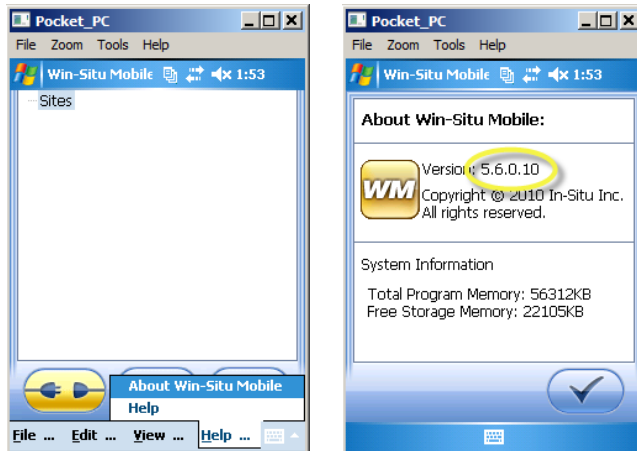 Pocket_PC
File Zoom Tools Help
Win-Situ Mobile 1:53
Sites
About Win-Situ Mobile
Help
File ... Edit ... View ... Help ...
Pocket_PC
File Zoom Tools Help
Win-Situ Mobile 1:53
About Win-Situ Mobile:
WM
Version: 5.6.0.10
Copyright © 2010 In-Situ Inc.
All rights reserved.
System Information
Total Program Memory: 56312KB
Free Storage Memory: 22105KB